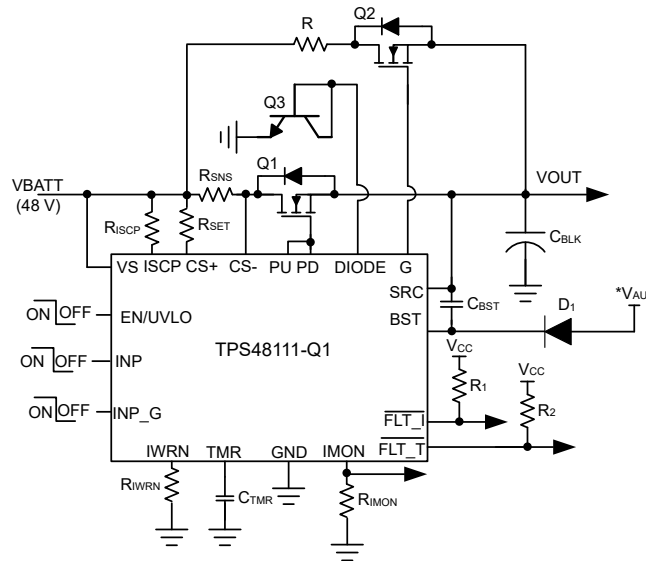 R
Q2
Q3
VBATT
(48 V)
RSNS
Q1
VOUT
RISCP
RSET
CBLK
VS ISCP CS+ CS- PU PD DIODE G
SRC
CBST
BST
D1
*VAU
ON OFF
EN/UVLO
ON OFF
INP
ON OFF
INP_G
TPS48111-Q1
VCC
R1
VCC
R2
FLT_I
FLT_T
IWRN TMR GND IMON
RIWRN
CTMR
RIMON